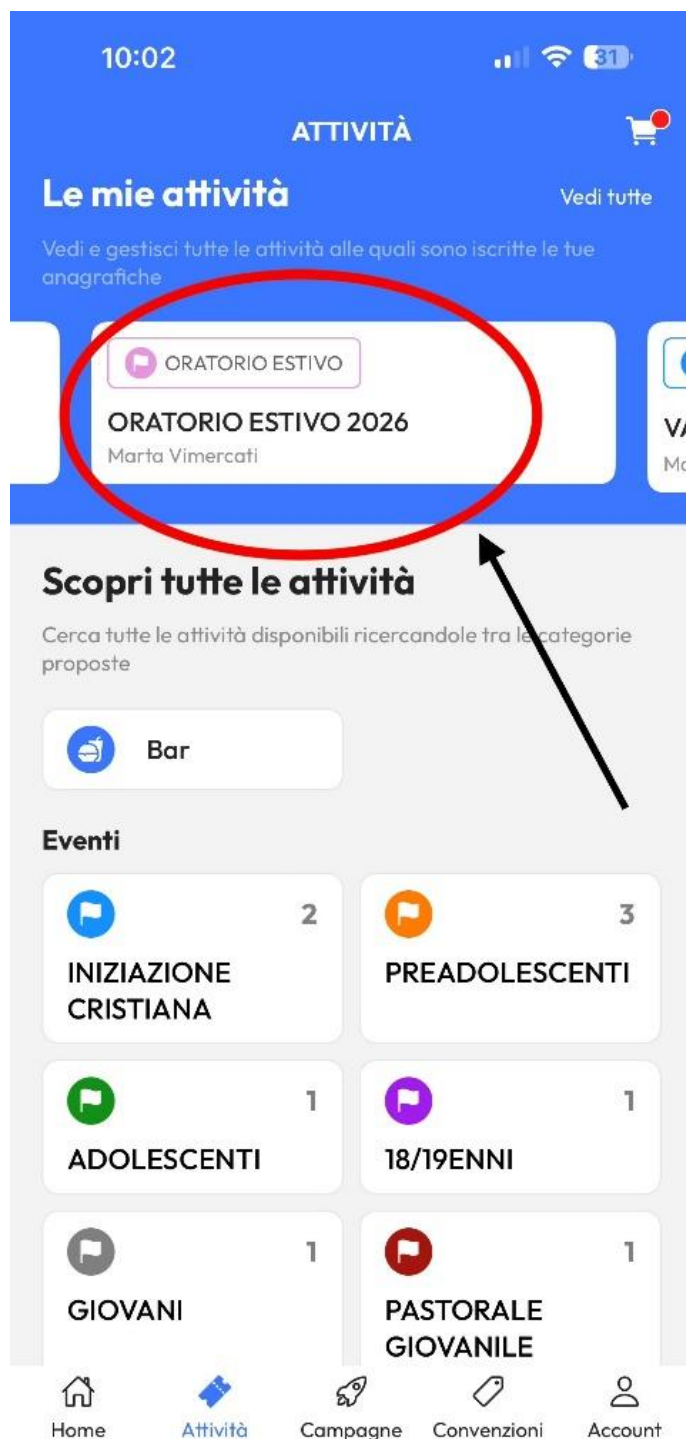 10:02
31
ATTIVITÀ
Le mie attività
Vedi tutte
Vedi e gestisci tutte le attività alle quali sono iscritte le tue
anagrafiche
ORATORIO ESTIVO
ORATORIO ESTIVO 2026
Marta Vimercati
Scopri tutte le attività
Cerca tutte le attività disponibili ricercandole tra le categorie
proposte
Bar
Eventi
2
INIZIAZIONE
CRISTIANA
3
PREADOLESCENTI
1
ADOLESCENTI
1
18/19ENNI
1
GIOVANI
1
PASTORALE
GIOVANILE
Home
Attività
Campagne
Convenzioni
Account